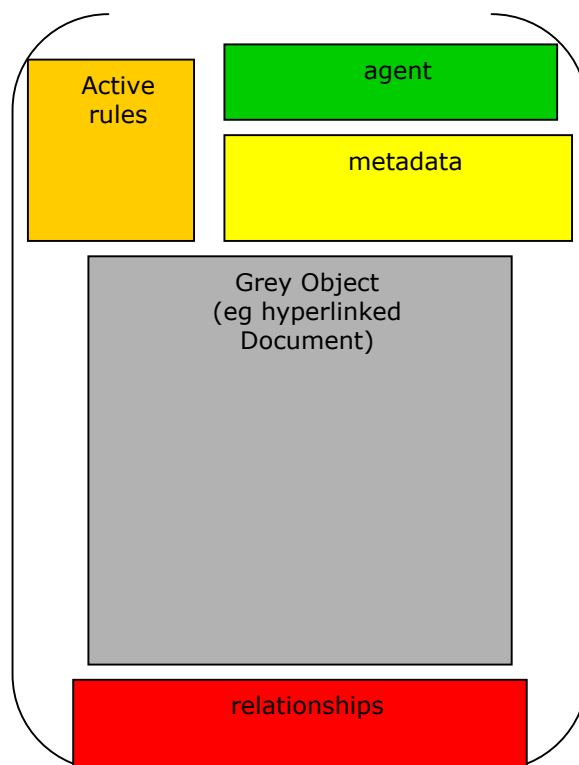 Active
rules
agent
metadata
Grey Object
(eg hyperlinked
Document)
relationships